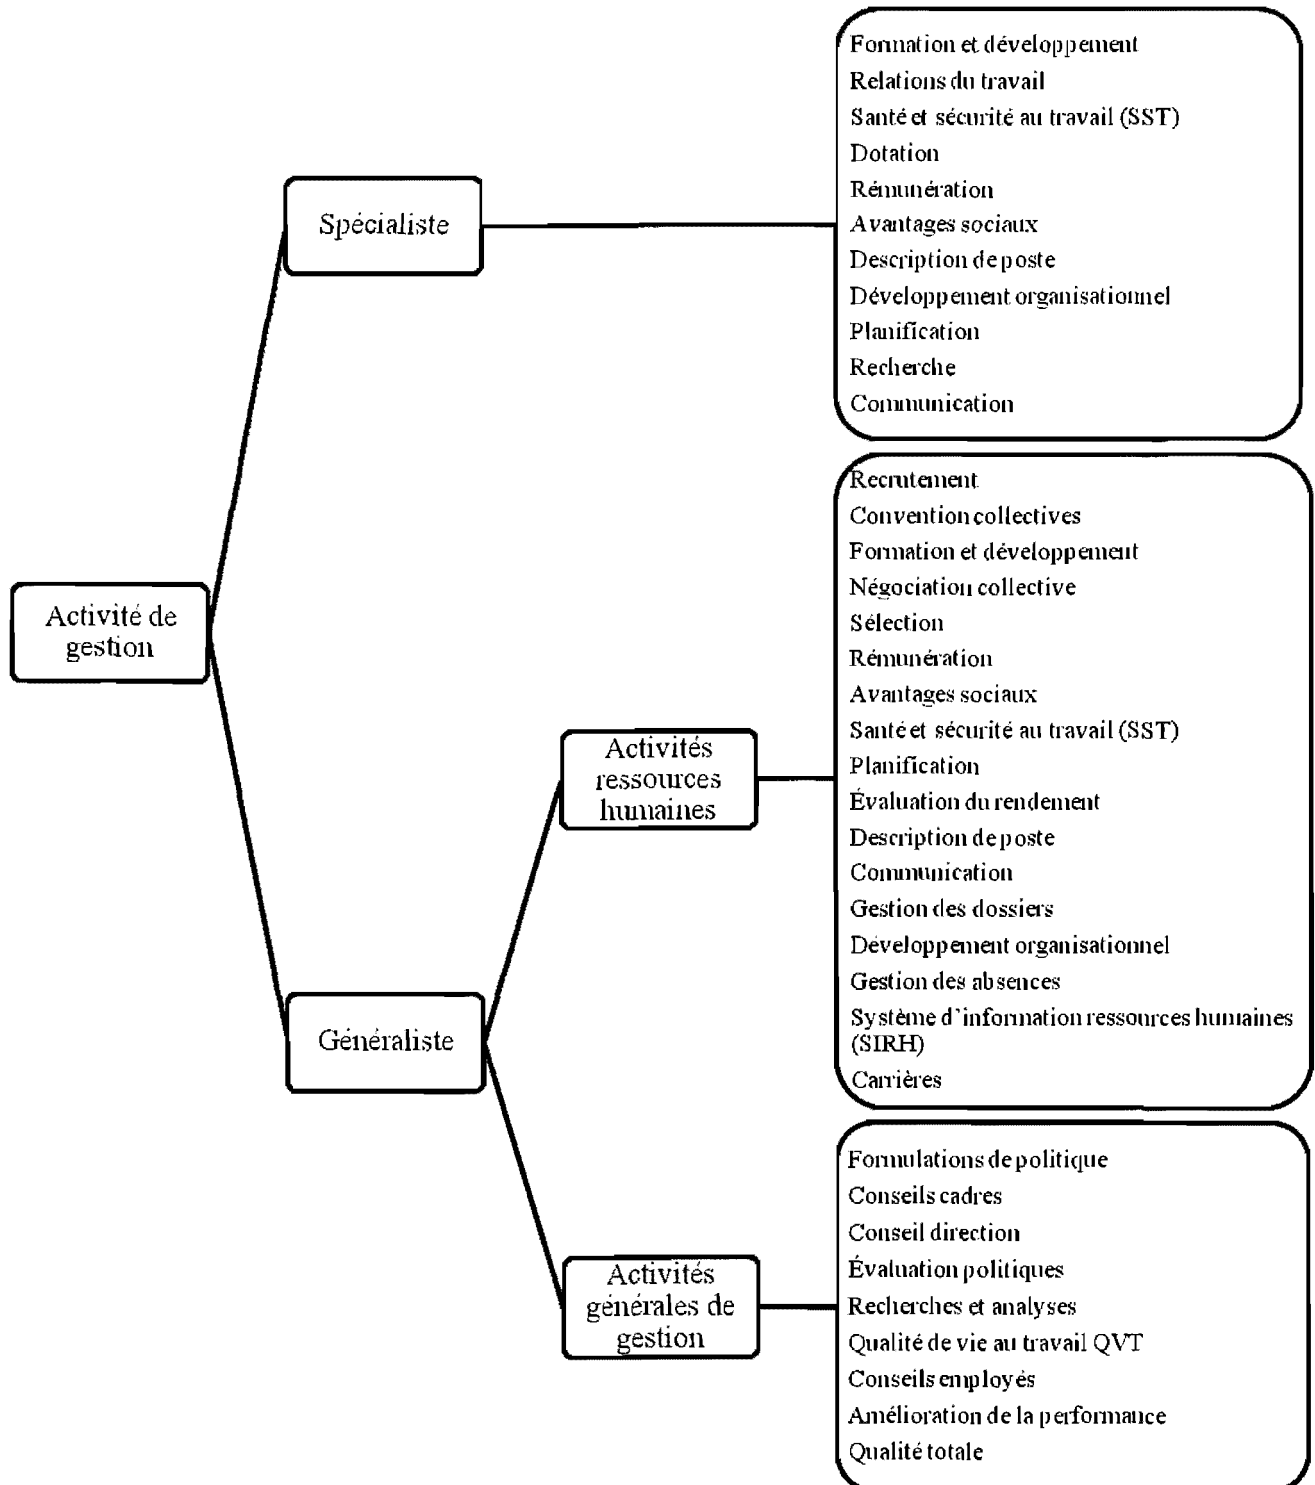 Formation et développement
Relations du travail
Santé et sécurité au travail (SST)
Dotation
Rémunération
Avantages sociaux
Description de poste
Développement organisationnel
Planification
Recherche
Communication
Spécialiste
Activité de
gestion
Recrutement
Convention collectives
Formation et développement
Négociation collective
Sélection
Rémunération
Avantages sociaux
Santé et sécurité au travail (SST)
Planification
Évaluation du rendement
Description de poste
Communication
Gestion des dossiers
Développement organisationnel
Gestion des absences
Système d'information ressources humaines
(SIRH)
Carrières
Activités
ressources
humaines
Généraliste
Activités
générales de
gestion
Formulations de politique
Conseils cadres
Conseil direction
Évaluation politiques
Recherches et analyses
Qualité de vie au travail QVT
Conseils employés
Amélioration de la performance
Qualité totale